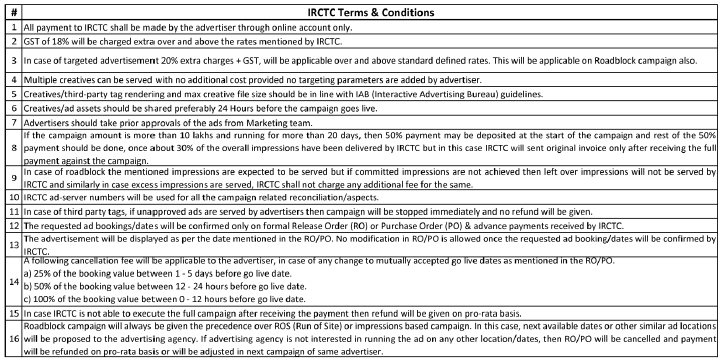 # IRCTC Terms & Conditions
1 All payment to IRCTC shall be made by the advertiser through online account only.
2 GST of 18% will be charged extra over and above the rates mentioned by IRCTC.
3 In case of targeted advertisement 20% extra charges + GST, will be applicable over and above standard defined rates. This will be applicable on Roadblock campaign also.
4 Multiple creatives can be served with no additional cost provided no targeting parameters are added by advertiser.
5 Creatives/third-party tag rendering and max creative file size should be in line with IAB (Interactive Advertising Bureau) guidelines.
6 Creatives/ad assets should be shared preferably 24 Hours before the campaign goes live.
7 Advertisers should take prior approvals of the ads from Marketing team.
8 If the campaign amount is more than 10 lakhs and running for more than 20 days, then 50% payment may be deposited at the start of the campaign and rest of the 50%
payment should be done, once about 30% of the overall impressions have been delivered by IRCTC but in this case IRCTC will sent original invoice only after receiving the full
payment against the campaign.
9 In case of roadblock the mentioned impressions are expected to be served but if committed impressions are not achieved then left over impressions will not be served by
IRCTC and similarly in case excess impressions are served, IRCTC shall not charge any additional fee for the same.
10 IRCTC ad-server numbers will be used for all the campaign related reconciliation/aspects.
11 In case of third party tags, if unapproved ads are served by advertisers then campaign will be stopped immediately and no refund will be given.
12 The requested ad bookings/dates will be confirmed only on formal Release Order (RO) or Purchase Order (PO) & advance payments received by IRCTC.
13 The advertisement will be displayed as per the date mentioned in the RO/PO. No modification in RO/PO is allowed once the requested ad booking/dates will be confirmed by
IRCTC.
14 A following cancellation fee will be applicable to the advertiser, in case of any change to mutually accepted go live dates as mentioned in the RO/PO.
a) 25% of the booking value between 1 - 5 days before go live date.
b) 50% of the booking value between 12 - 24 hours before go live date.
c) 100% of the booking value between 0 - 12 hours before go live date.
15 In case IRCTC is not able to execute the full campaign after receiving the payment then refund will be given on pro-rata basis.
16 Roadblock campaign will always be given the precedence over ROS (Run of Site) or impressions based campaign. In this case, next available dates or other similar ad locations
will be proposed to the advertising agency. If advertising agency is not interested in running the ad on any other location/dates, then RO/PO will be cancelled and payment
will be refunded on pro-rata basis or will be adjusted in next campaign of same advertiser.